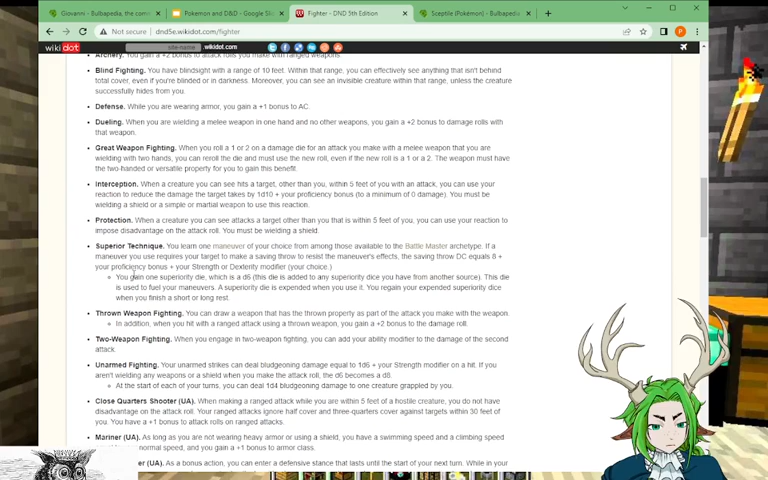 Giovanni - Bulbapedia, the com
Pokemon and D&D - Google Slid
Fighter - DND 5th Edition
Sceptile (Pokémon) - Bulbapedia,
dnd5e.wikidot.com/fighter
wikidot site-name .wikidot.com
Archery. You gain a +2 bonus to attack rolls you make with ranged weapons
Blind Fighting. You have blindsight with a range of 10 feet. Within that range, you can effectively see anything that isn't behind
total cover, even if you're blinded or in darkness. Moreover, you can see an invisible creature within that range, unless the creature
successfully hides from you.
Defense. While you are wearing armor, you gain a +1 bonus to AC.
Dueling. When you are wielding a melee weapon in one hand and no other weapons, you gain a +2 bonus to damage rolls with
that weapon.
Great Weapon Fighting. When you roll a 1 or 2 on a damage die for an attack you make with a melee weapon that you are
wielding with two hands, you can reroll the die and must use the new roll, even if the new roll is a 1 or a 2. The weapon must have
the two-handed or versatile property for you to gain this benefit.
Interception. When a creature you can see hits a target, other than you, within 5 feet of you with an attack, you can use your
reaction to reduce the damage the target takes by 1d10 + your proficiency bonus (to a minimum of 0 damage). You must be
wielding a shield or a simple or martial weapon to use this reaction.
Protection. When a creature you can see attacks a target other than you that is within 5 feet of you, you can use your reaction to
impose disadvantage on the attack roll. You must be wielding a shield.
Superior Technique. You learn one maneuver of your choice from among those available to the Battle Master archetype. If a
maneuver you use requires your target to make a saving throw to resist the maneuver's effects, the saving throw DC equals 8 +
your proficiency bonus + your Strength or Dexterity modifier (your choice.)
You gain one superiority die, which is a d6 (this die is added to any superiority dice you have from another source). This die
is used to fuel your maneuvers. A superiority die is expended when you use it. You regain your expended superiority dice
when you finish a short or long rest.
Thrown Weapon Fighting. You can draw a weapon that has the thrown property as part of the attack you make with the weapon.
In addition, when you hit with a ranged attack using a thrown weapon, you gain a +2 bonus to the damage roll.
Two-Weapon Fighting. When you engage in two-weapon fighting, you can add your ability modifier to the damage of the second
attack.
Unarmed Fighting. Your unarmed strikes can deal bludgeoning damage equal to 1d6 + your Strength modifier on a hit. If you
aren't wielding any weapons or a shield when you make the attack roll, the d6 becomes a d8.
At the start of each of your turns, you can deal 1d4 bludgeoning damage to one creature grappled by you.
Close Quarters Shooter (UA). When making a ranged attack while you are within 5 feet of a hostile creature, you do not have
disadvantage on the attack roll. Your ranged attacks ignore half cover and three-quarters cover against targets within 30 feet of
you. You have a +1 bonus to attack rolls on ranged attacks.
Mariner (UA). As long as you are not wearing heavy armor or using a shield, you have a swimming speed and a climbing speed
normal speed, and you gain a +1 bonus to armor class.
(UA). As a bonus action, you can enter a defensive stance that lasts until the start of your next turn. While in your